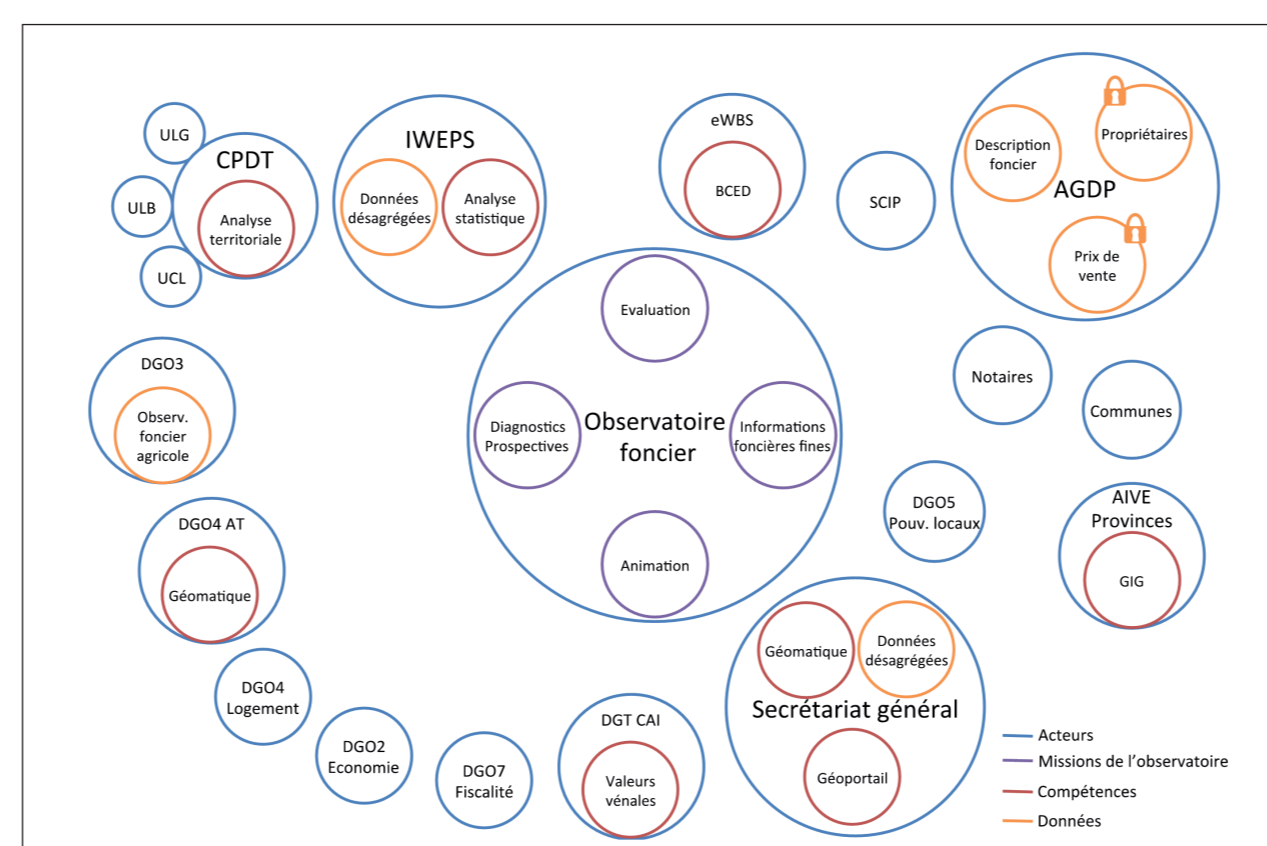 ULG
CPDT
ULB
Analyse
territoriale
UCL
IWEPS
Données
désagrégées
Analyse
statistique
eWBS
BCED
SCIP
Description
foncier
Propriétaires
AGDP
Prix de
vente
Evaluation
Diagnostics
Prospectives
Observatoire
foncier
Informations
foncières fines
Animation
Notaires
Communes
DGO3
Observ.
foncier
agricole
DGO4 AT
Géomatique
DGO4
Logement
DGO2
Economie
DGO7
Fiscalité
DGT CAI
Valeurs
vénales
DGO5
Pouv. locaux
AIVE
Provinces
GIG
Géomatique
Données
désagrégées
Secrétariat général
Géoportail
Acteurs
Missions de l’observatoire
Compétences
Données